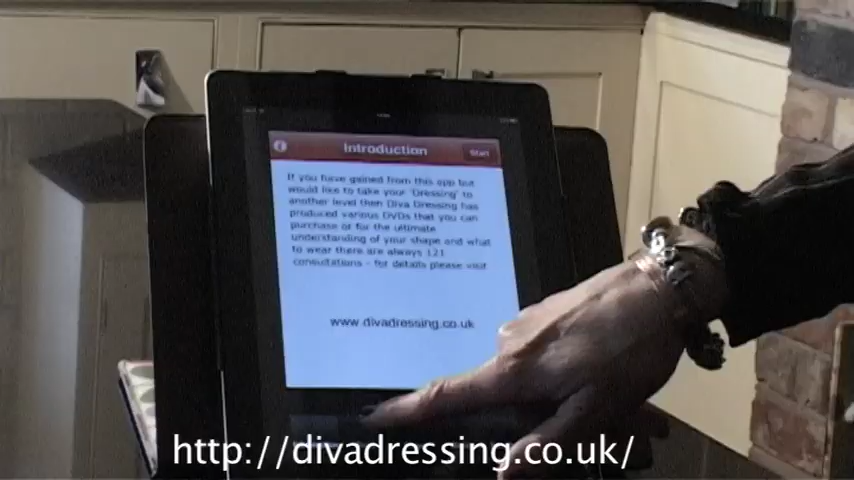 Introduction
Start
If you have gained from this app but
would like to take your 'Dressing' to
another level then Diva Dressing has
produced various DVDs that you can
purchase or for the ultimate
understanding of your shape and what
to wear there are always 121
consultations - for details please visit
www.divadressing.co.uk
http://divadressing.co.uk/